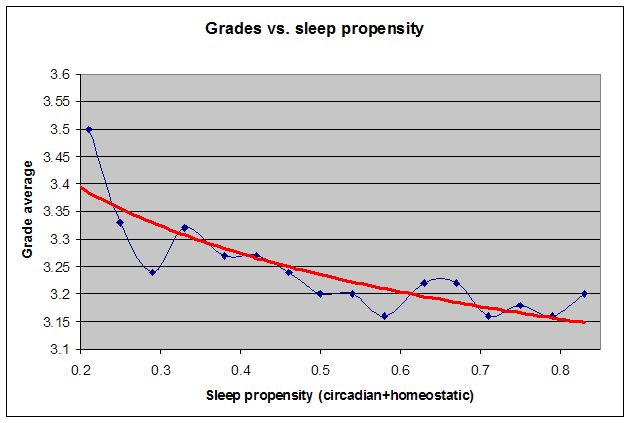 Grades vs. sleep propensity
3.6
3.55
3.5
3.45
3.4
3.35
3.3
3.25
3.2
3.15
3.1
Grade average
0.2 0.3 0.4 0.5 0.6 0.7 0.8
Sleep propensity (circadian+homeostatic)